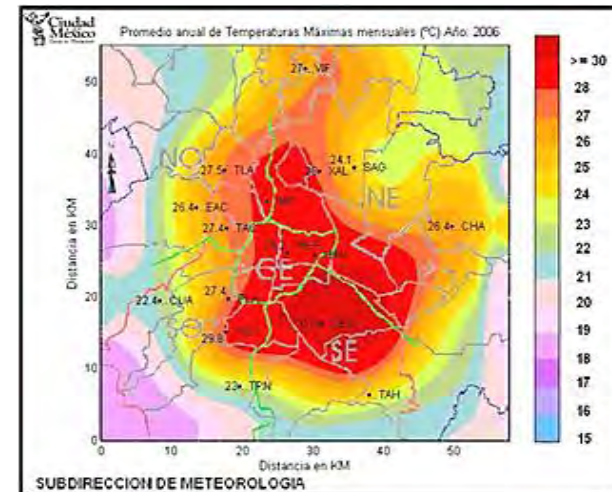 Ciudad
México
Promedio anual de Temperaturas Máximas mensuales (ºC) Año: 2006
Distancia en KM
50
40
30
20
10
0
0 10 20 30 40 50
Distancia en KM
27 VIF
24.1 SAG
XAL
27.5 TLA
NO
NE
26.4 EAC
27.4 TAC
26.4 CHA
CE
27.4
22.4 CUA
SO
29.8
SE
23 TPN
TAH
>= 30
28
26
25
24
23
22
21
20
19
18
17
16
15
SUBDIRECCION DE METEOROLOGIA